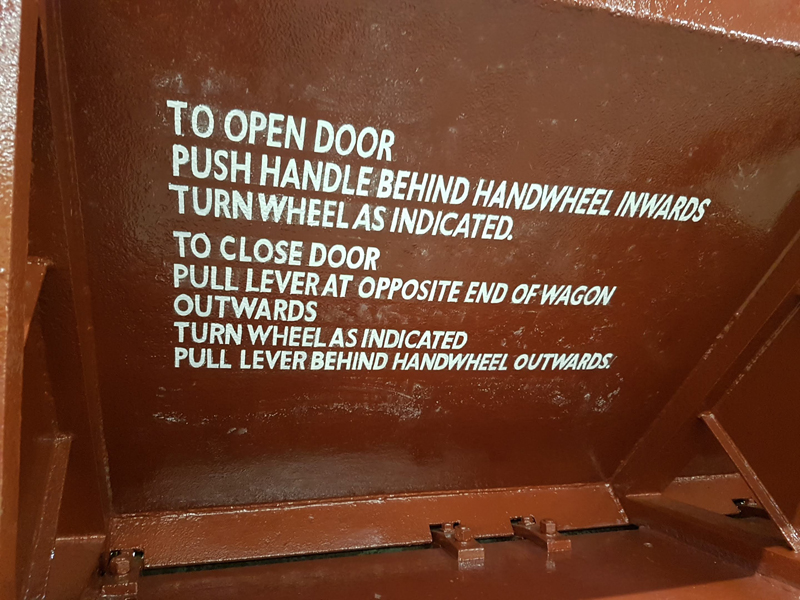 TO OPEN DOOR
PUSH HANDLE BEHIND HANDWHEEL INWARDS
TURN WHEEL AS INDICATED.
TO CLOSE DOOR
PULL LEVER AT OPPOSITE END OF WAGON
OUTWARDS
TURN WHEEL AS INDICATED
PULL LEVER BEHIND HANDWHEEL OUTWARDS.